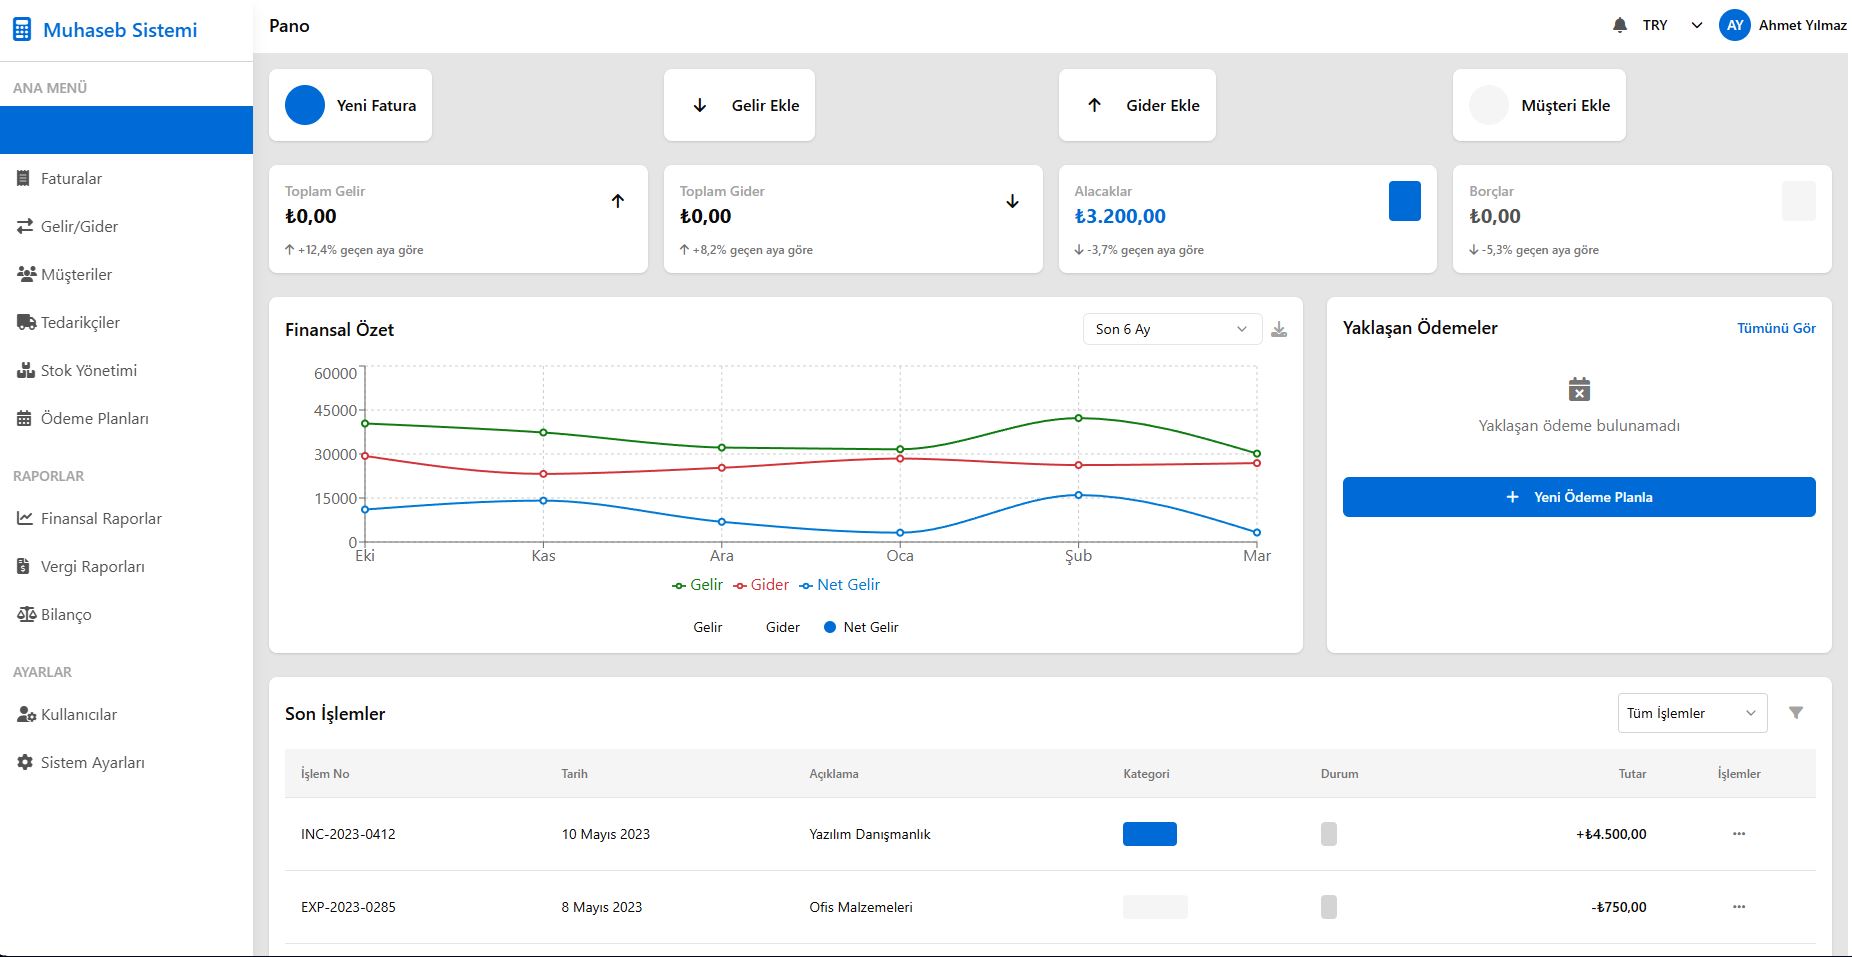 Muhaseb Sistemi
ANA MENÜ
Faturalar
Gelir/Gider
Müşteriler
Tedarikçiler
Stok Yönetimi
Ödeme Planları
RAPORLAR
Finansal Raporlar
Vergi Raporları
Bilanço
AYARLAR
Kullanıcılar
Sistem Ayarları
Pano
TRY
AY
Ahmet Yılmaz
Yeni Fatura
Gelir Ekle
Gider Ekle
Müşteri Ekle
Toplam Gelir
₺0,00
+12,4% geçen aya göre
Toplam Gider
₺0,00
+8,2% geçen aya göre
Alacaklar
₺3.200,00
-3,7% geçen aya göre
Borçlar
₺0,00
-5,3% geçen aya göre
Finansal Özet
Son 6 Ay
60000
45000
30000
15000
0
Eki Kas Ara Oca Şub Mar
Gelir Gider Net Gelir
Gelir Gider Net Gelir
Yaklaşan Ödemeler
Tümünü Gör
Yaklaşan ödeme bulunamadı
+ Yeni Ödeme Planla
Son İşlemler
Tüm İşlemler
İşlem No Tarih Açıklama Kategori Durum Tutar İşlemler
INC-2023-0412 10 Mayıs 2023 Yazılım Danışmanlık +₺4.500,00 ···
EXP-2023-0285 8 Mayıs 2023 Ofis Malzemeleri -₺750,00 ···